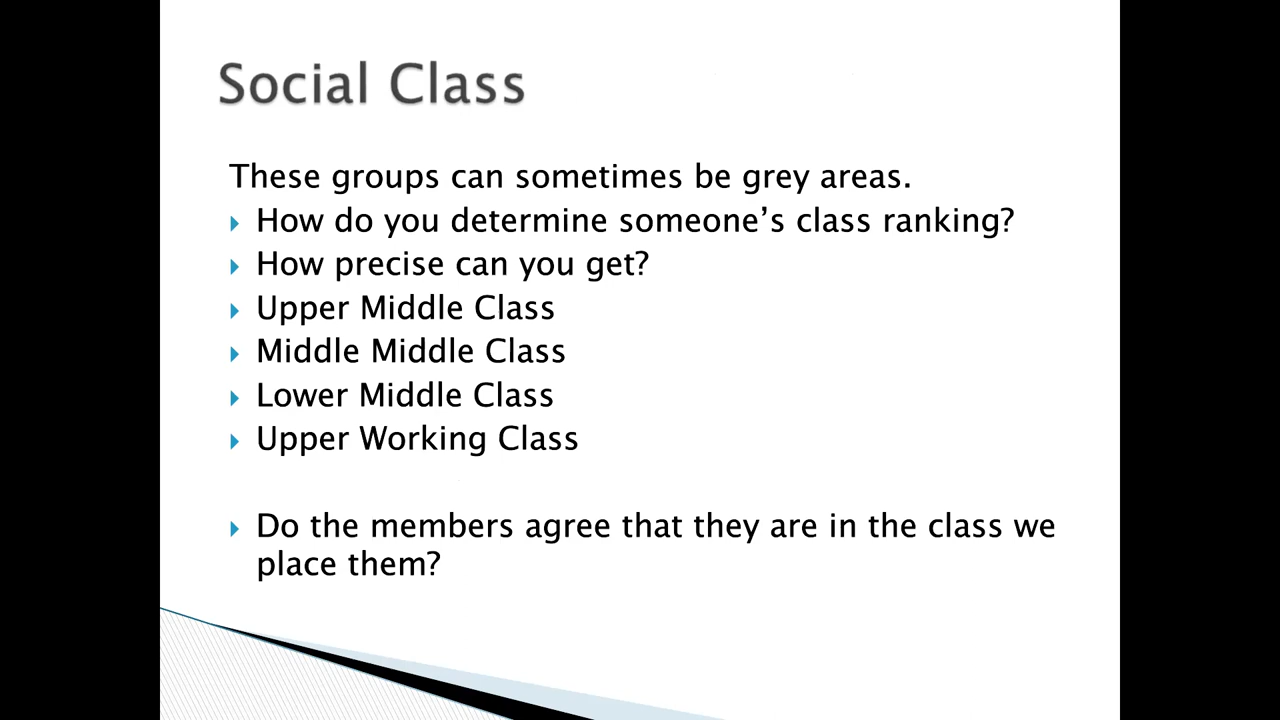 Social Class
These groups can sometimes be grey areas.
How do you determine someone’s class ranking?
How precise can you get?
Upper Middle Class
Middle Middle Class
Lower Middle Class
Upper Working Class
Do the members agree that they are in the class we
place them?